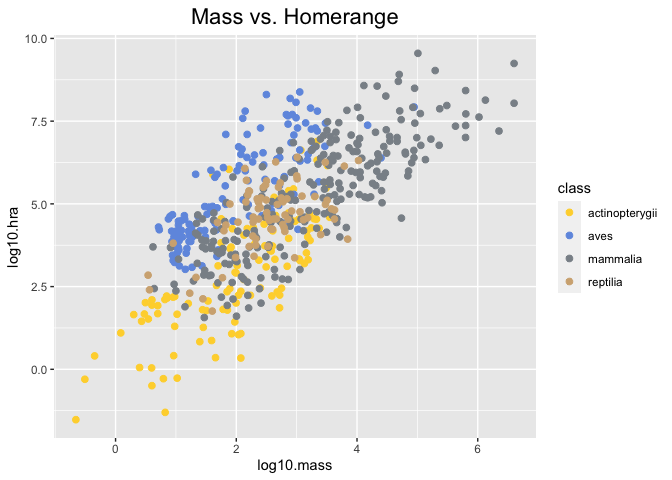 Mass vs. Homerange
10.0
7.5
5.0
2.5
0.0
log10.hra
0 2 4 6
log10.mass
class
actinopterygii
aves
mammalia
reptilia